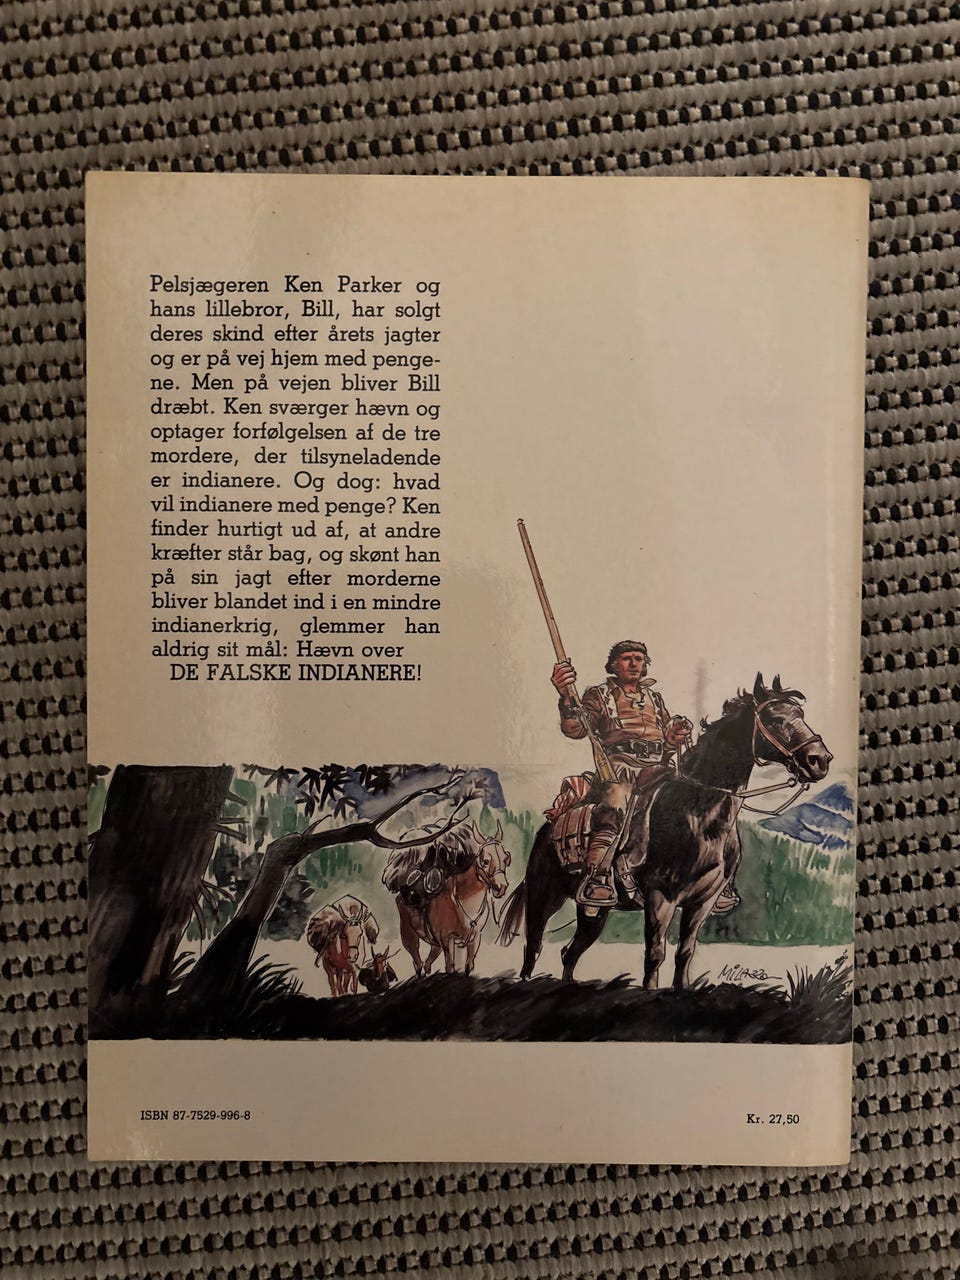 Pelsjægeren Ken Parker og
hans lillebror, Bill, har solgt
deres skind efter årets jagter
og er på vej hjem med penge-
ne. Men på vejen bliver Bill
dræbt. Ken sværger hævn og
optager forfølgelsen af de tre
mordere, der tilsyneladende
er indianere. Og dog: hvad
vil indianere med penge? Ken
finder hurtigt ud af, at andre
kræfter står bag, og skønt han
på sin jagt efter morderne
bliver blandet ind i en mindre
indianerkrig, glemmer han
aldrig sit mål: Hævn over
DE FALSKE INDIANERE!
MILAZZO
ISBN 87-7529-996-8
Kr. 27,50